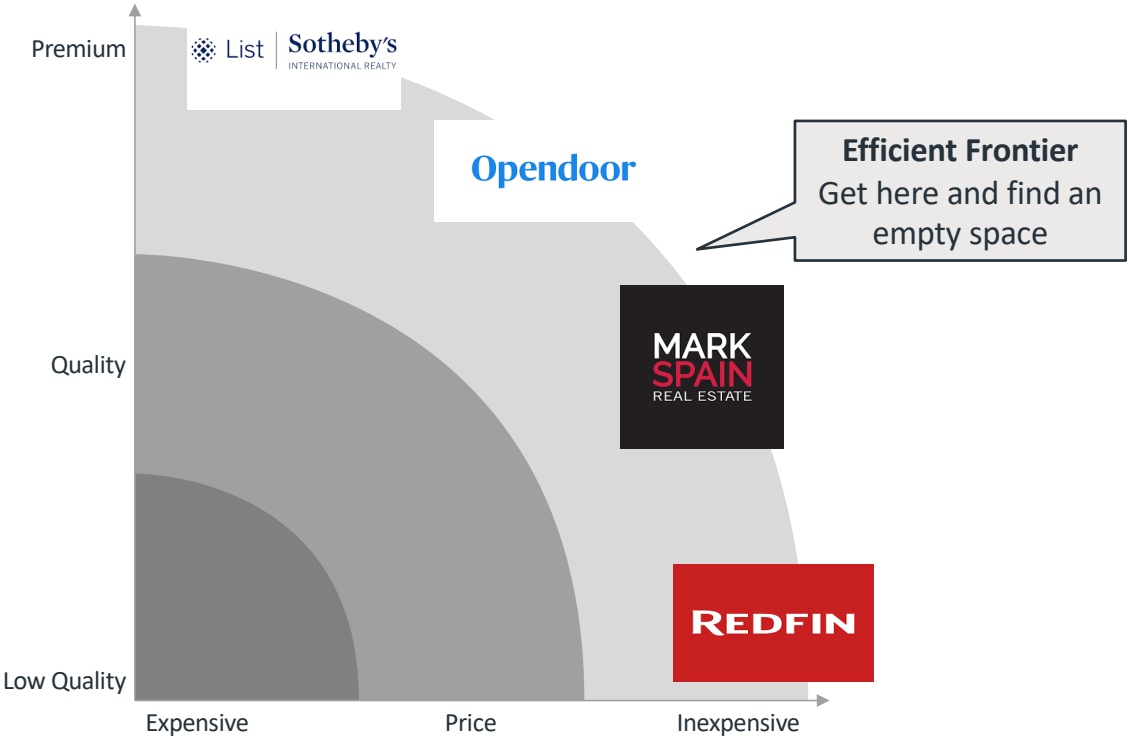 Premium
List
Sotheby's
INTERNATIONAL REALTY
Opendoor
Efficient Frontier
Get here and find an
empty space
Quality
MARK
SPAIN
REAL ESTATE
REDFIN
Low Quality
Expensive
Price
Inexpensive